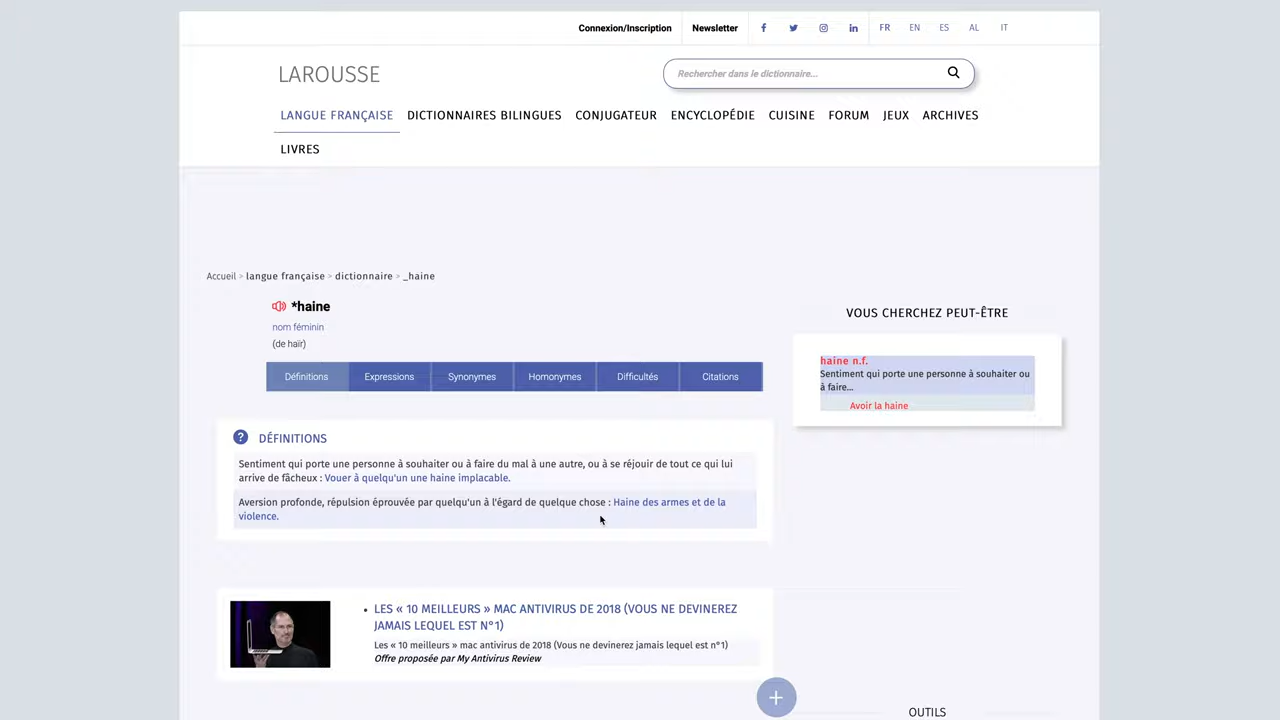 Connexion/Inscription Newsletter FR EN ES AL IT
LAROUSSE
Rechercher dans le dictionnaire...
LANGUE FRANÇAISE DICTIONNAIRES BILINGUES CONJUGATEUR ENCYCLOPÉDIE CUISINE FORUM JEUX ARCHIVES
LIVRES
Accueil > langue française > dictionnaire > _haine
*haine
nom féminin
(de haïr)
Définitions Expressions Synonymes Homonymes Difficultés Citations
? DÉFINITIONS
Sentiment qui porte une personne à souhaiter ou à faire du mal à une autre, ou à se réjouir de tout ce qui lui
arrive de fâcheux : Vouer à quelqu'un une haine implacable.
Aversion profonde, répulsion éprouvée par quelqu'un à l'égard de quelque chose : Haine des armes et de la
violence.
VOUS CHERCHEZ PEUT-ÊTRE
haine n.f.
Sentiment qui porte une personne à souhaiter ou
à faire...
Avoir la haine
• LES « 10 MEILLEURS » MAC ANTIVIRUS DE 2018 (VOUS NE DEVINEREZ
JAMAIS LEQUEL EST N°1)
Les « 10 meilleurs » mac antivirus de 2018 (Vous ne devinerez jamais lequel est n°1)
Offre proposée par My Antivirus Review
+
OUTILS